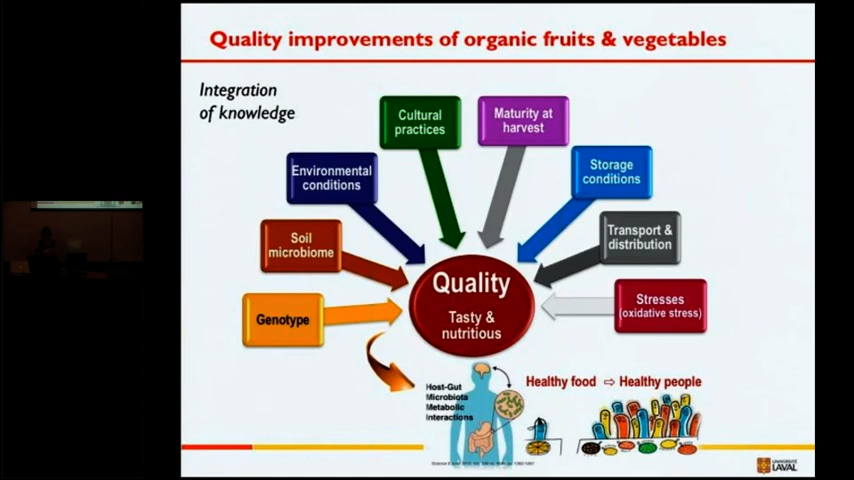 Quality improvements of organic fruits & vegetables
Integration
of knowledge
Cultural
practices
Maturity at
harvest
Environmental
conditions
Storage
conditions
Soil
microbiome
Transport &
distribution
Genotype
Quality
Tasty &
nutritious
Stresses
(oxidative stress)
Host-Gut
Microbiota
Metabolic
Interactions
Healthy food ⇨ Healthy people
UNIVERSITÉ
LAVAL